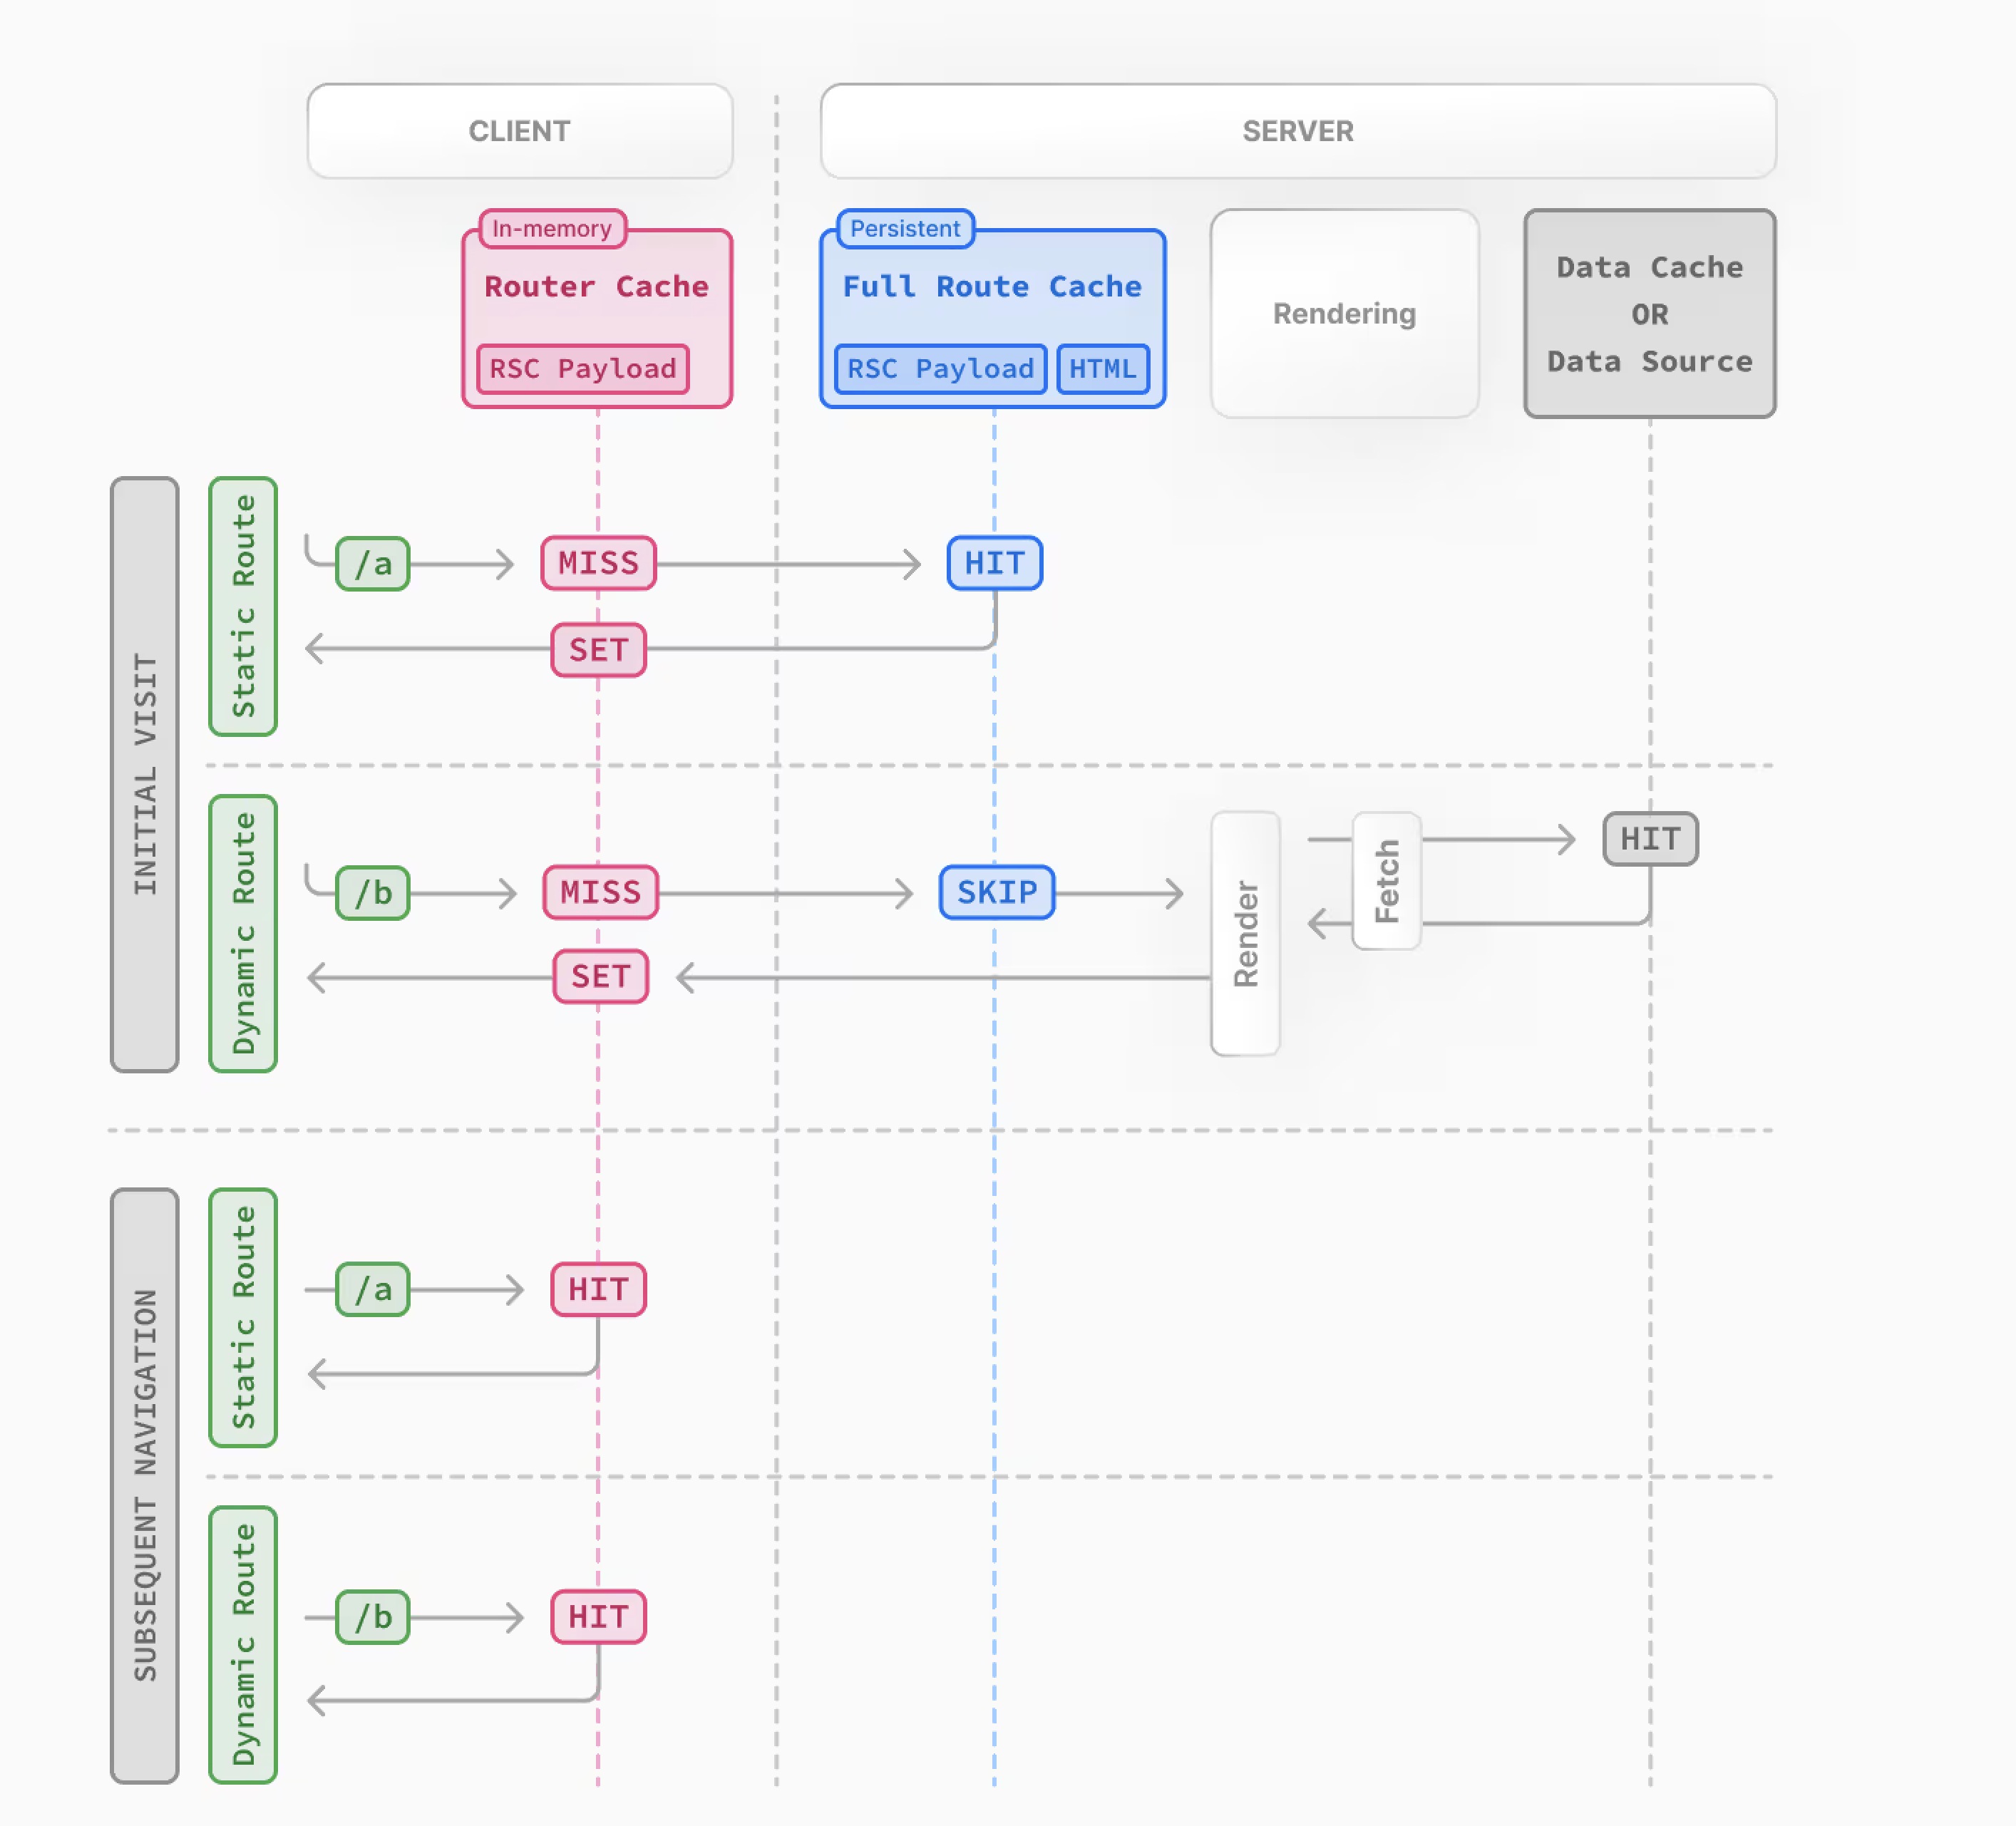 CLIENT
SERVER
In-memory
Router Cache
RSC Payload
Persistent
Full Route Cache
RSC Payload
HTML
Rendering
Data Cache
OR
Data Source
INITIAL VISIT
Static Route
/a
MISS
HIT
SET
Dynamic Route
/b
MISS
SKIP
Render
Fetch
HIT
SET
SUBSEQUENT NAVIGATION
Static Route
/a
HIT
Dynamic Route
/b
HIT